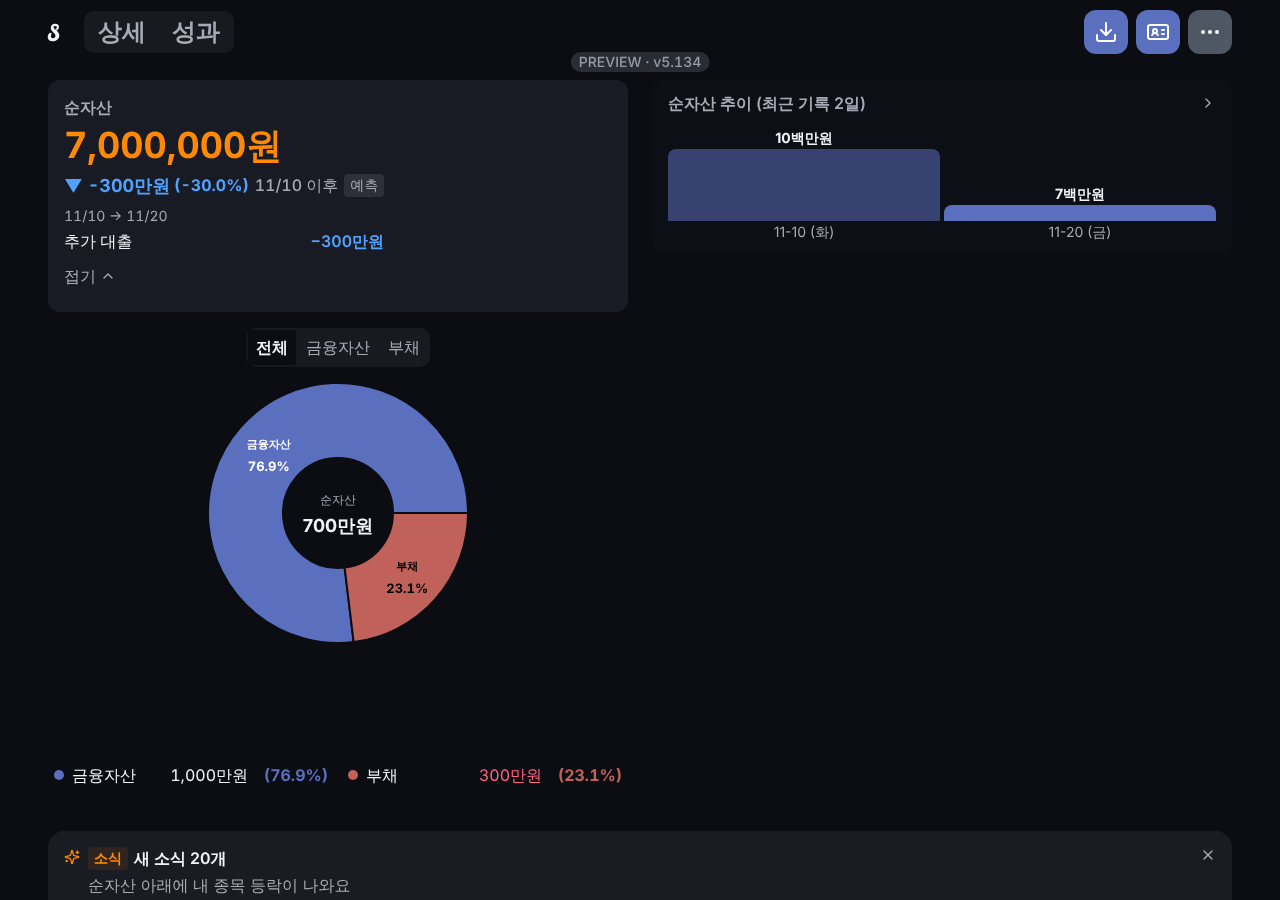 S
상세 성과
PREVIEW · v5.134
순자산
7,000,000원
▼ -300만원 (-30.0%) 11/10 이후 예측
11/10 → 11/20
추가 대출 −300만원
접기
순자산 추이 (최근 기록 2일)
10백만원
7백만원
11-10 (화) 11-20 (금)
전체 금융자산 부채
금융자산
76.9%
순자산
700만원
부채
23.1%
금융자산 1,000만원 (76.9%) 부채 300만원 (23.1%)
소식 새 소식 20개
순자산 아래에 내 종목 등락이 나와요